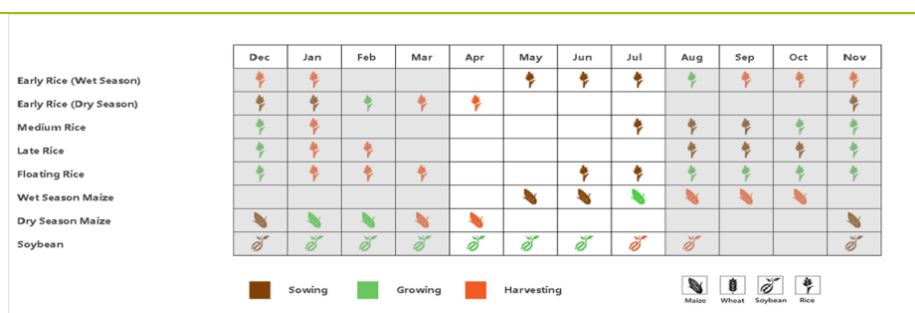 Dec Jan Feb Mar Apr May Jun Jul Aug Sep Oct Nov
Early Rice (Wet Season)
Early Rice (Dry Season)
Medium Rice
Late Rice
Floating Rice
Wet Season Maize
Dry Season Maize
Soybean
Sowing Growing Harvesting
Maize Wheat Soybean Rice